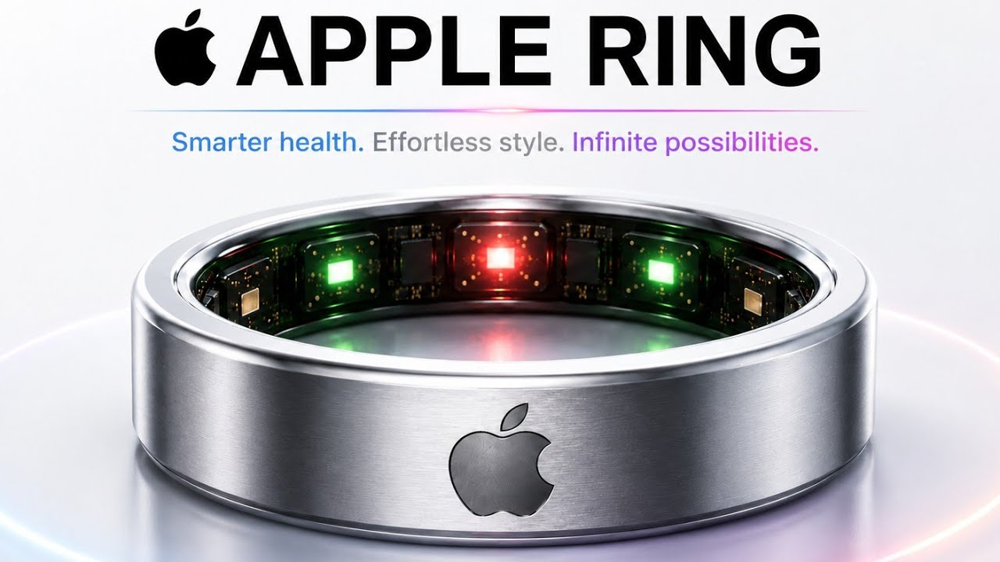 APPLE RING
Smarter health. Effortless style. Infinite possibilities.